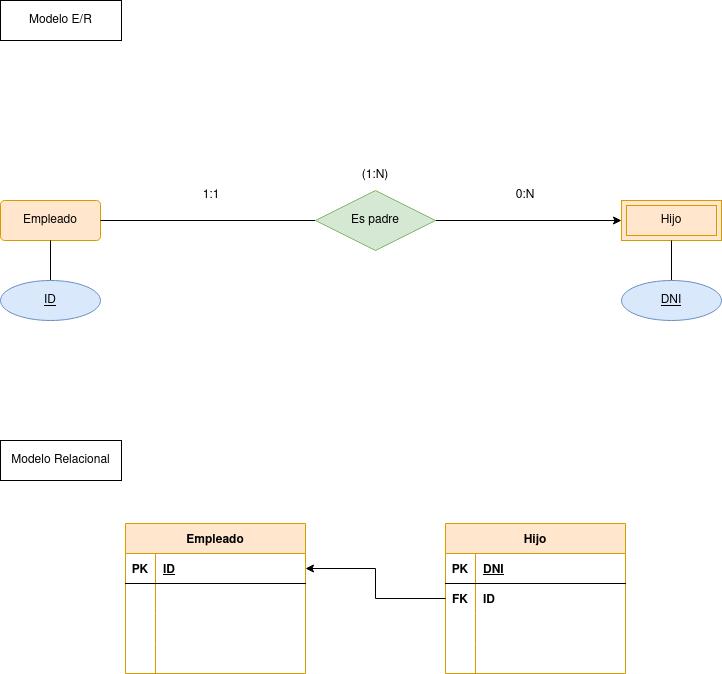 Modelo E/R
(1:N)
1:1
0:N
Empleado
Es padre
Hijo
ID
DNI
Modelo Relacional
Empleado
Hijo
PK ID
PK DNI
FK ID